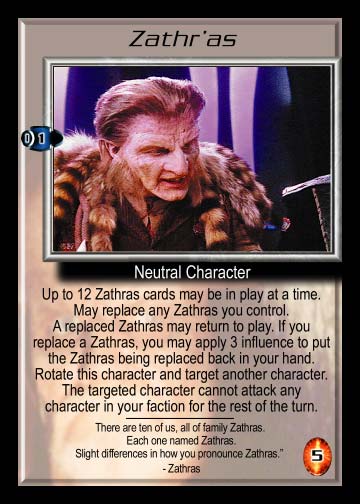 Zathr'as
0 1
Neutral Character
Up to 12 Zathras cards may be in play at a time.
May replace any Zathras you control.
A replaced Zathras may return to play. If you
replace a Zathras, you may apply 3 influence to put
the Zathras being replaced back in your hand.
Rotate this character and target another character.
The targeted character cannot attack any
character in your faction for the rest of the turn.
There are ten of us, all of family Zathras.
Each one named Zathras.
Slight differences in how you pronounce Zathras."
- Zathras
5